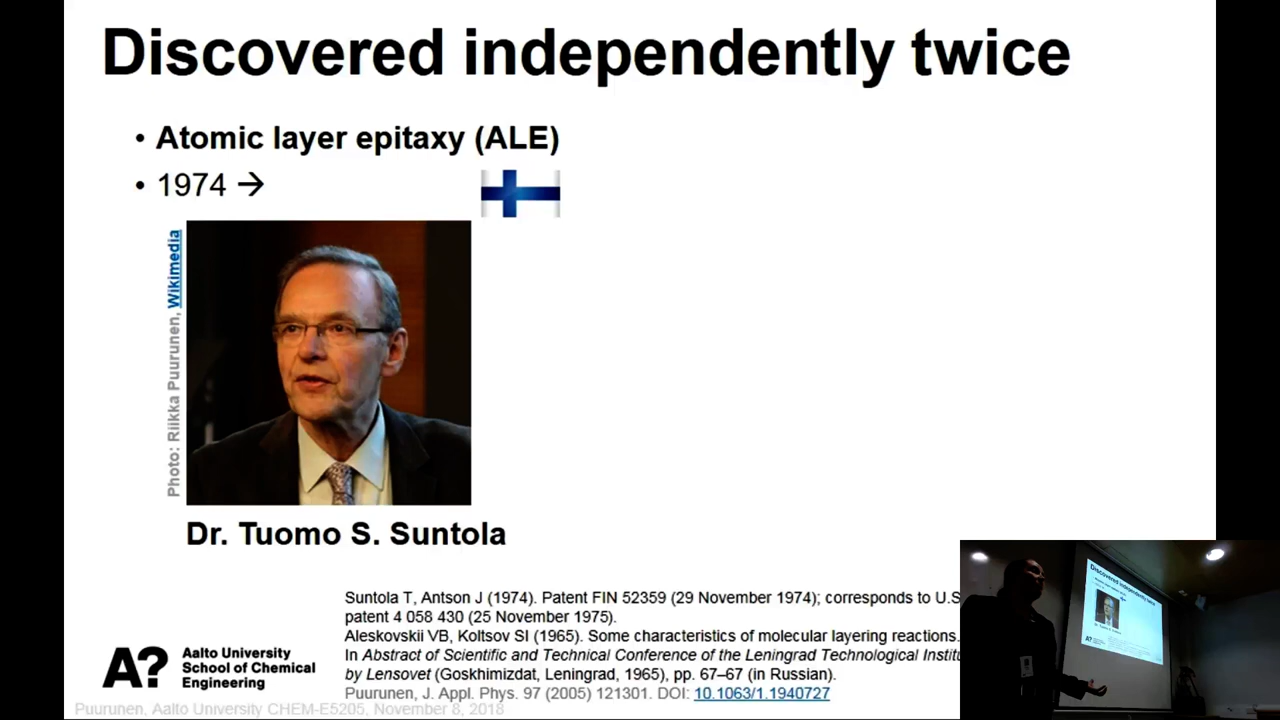 Discovered independently twice
• Atomic layer epitaxy (ALE)
• 1974 →
Photo: Riikka Puurunen, Wikimedia
Dr. Tuomo S. Suntola
Suntola T, Antson J (1974). Patent FIN 52359 (29 November 1974); corresponds to U.S
patent 4 058 430 (25 November 1975).
Aleskovskii VB, Koltsov SI (1965). Some characteristics of molecular layering reactions.
In Abstract of Scientific and Technical Conference of the Leningrad Technological Institu
by Lensovet (Goskhimizdat, Leningrad, 1965), pp. 67–67 (in Russian).
Puurunen, J. Appl. Phys. 97 (2005) 121301. DOI: 10.1063/1.1940727
A?
Aalto University
School of Chemical
Engineering
Puurunen, Aalto University CHEM-E5205, November 8, 2018
Discovered independently twice